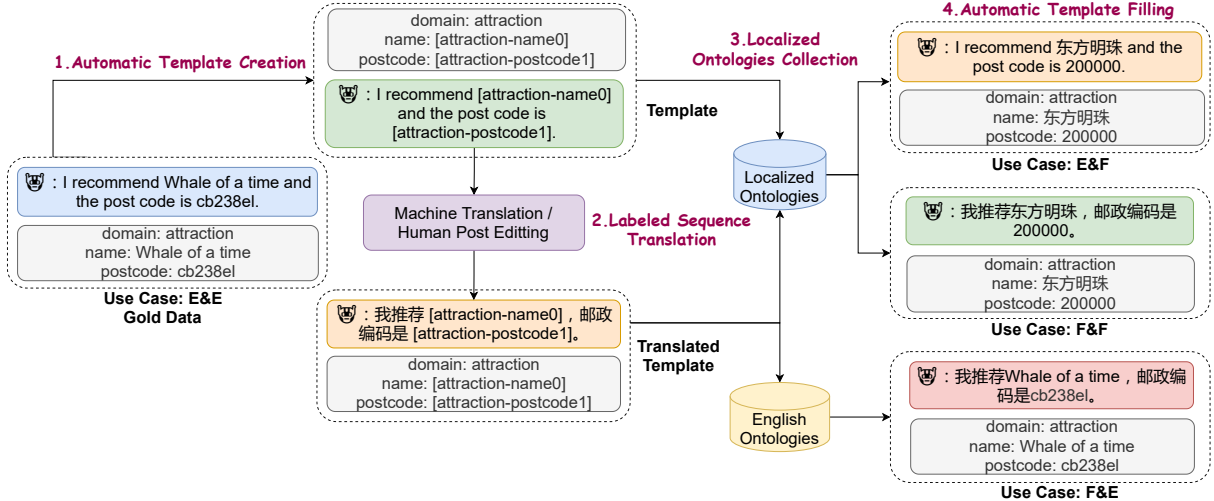 1.Automatic Template Creation
domain: attraction
name: [attraction-name0]
postcode: [attraction-postcode1]
: I recommend [attraction-name0]
and the post code is
[attraction-postcode1].
Template
: I recommend Whale of a time and
the post code is cb238el.
domain: attraction
name: Whale of a time
postcode: cb238el
Use Case: E&E
Gold Data
Machine Translation /
Human Post Editting
2.Labeled Sequence
Translation
: 我推荐 [attraction-name0]，邮政
编码是 [attraction-postcode1]。
domain: attraction
name: [attraction-name0]
postcode: [attraction-postcode1]
Translated
Template
3.Localized
Ontologies Collection
Localized
Ontologies
English
Ontologies
4.Automatic Template Filling
: I recommend 东方明珠 and the
post code is 200000.
domain: attraction
name: 东方明珠
postcode: 200000
Use Case: E&F
: 我推荐东方明珠，邮政编码是
200000。
domain: attraction
name: 东方明珠
postcode: 200000
Use Case: F&F
: 我推荐Whale of a time，邮政编
码是cb238el。
domain: attraction
name: Whale of a time
postcode: cb238el
Use Case: F&E